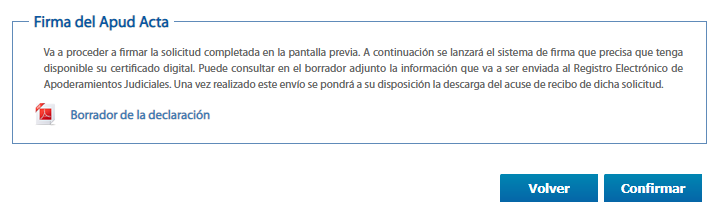 Firma del Apud Acta
Va a proceder a firmar la solicitud completada en la pantalla previa. A continuación se lanzará el sistema de firma que precisa que tenga
disponible su certificado digital. Puede consultar en el borrador adjunto la información que va a ser enviada al Registro Electrónico de
Apoderamientos Judiciales. Una vez realizado este envío se pondrá a su disposición la descarga del acuse de recibo de dicha solicitud.
Borrador de la declaración
Volver Confirmar